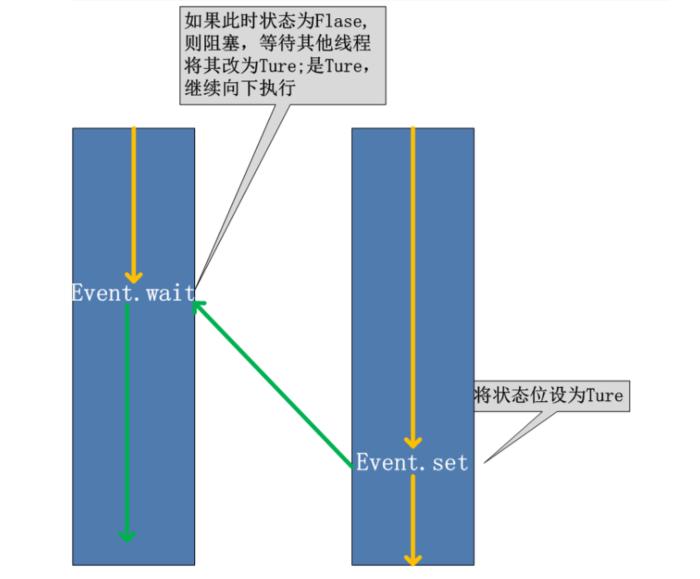 如果此时状态为Flase,
则阻塞，等待其他线程
将其改为Ture;是Ture，
继续向下执行
Event.wait
将状态位设为Ture
Event.set